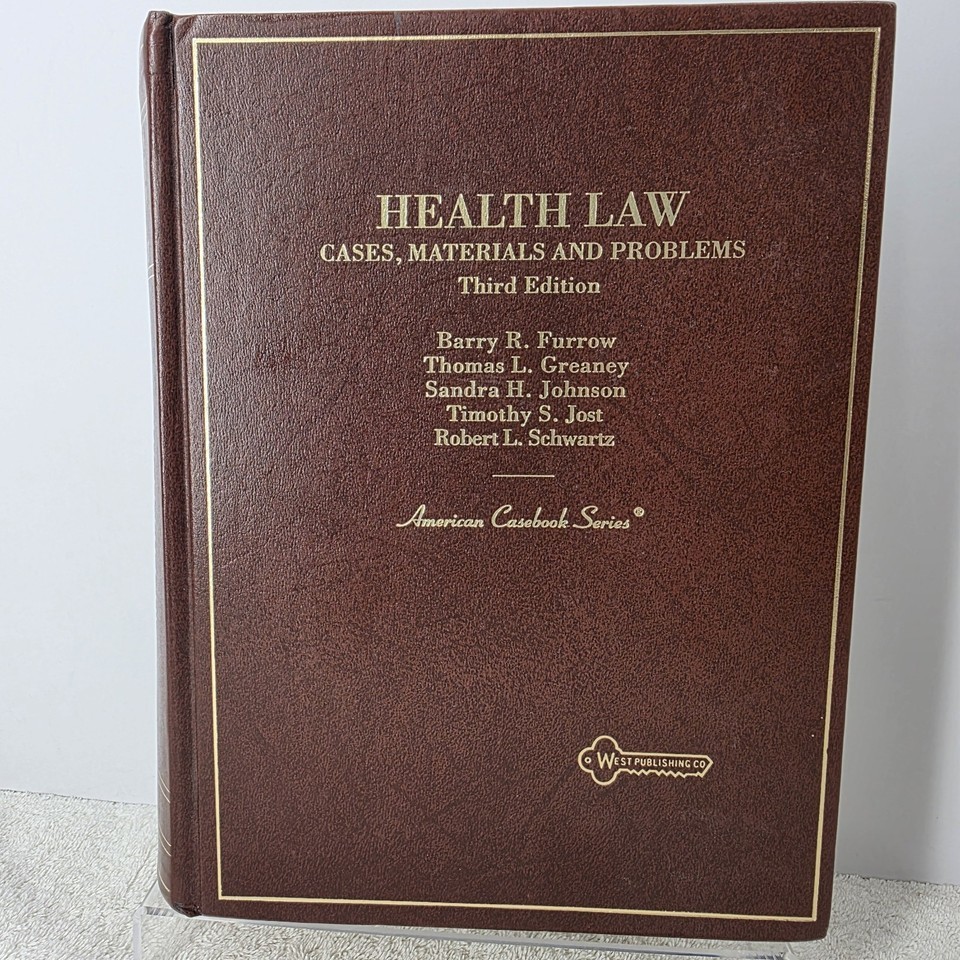 HEALTH LAW
CASES, MATERIALS AND PROBLEMS
Third Edition
Barry R. Furrow
Thomas L. Greaney
Sandra H. Johnson
Timothy S. Jost
Robert L. Schwartz
American Casebook Series®
WEST PUBLISHING CO